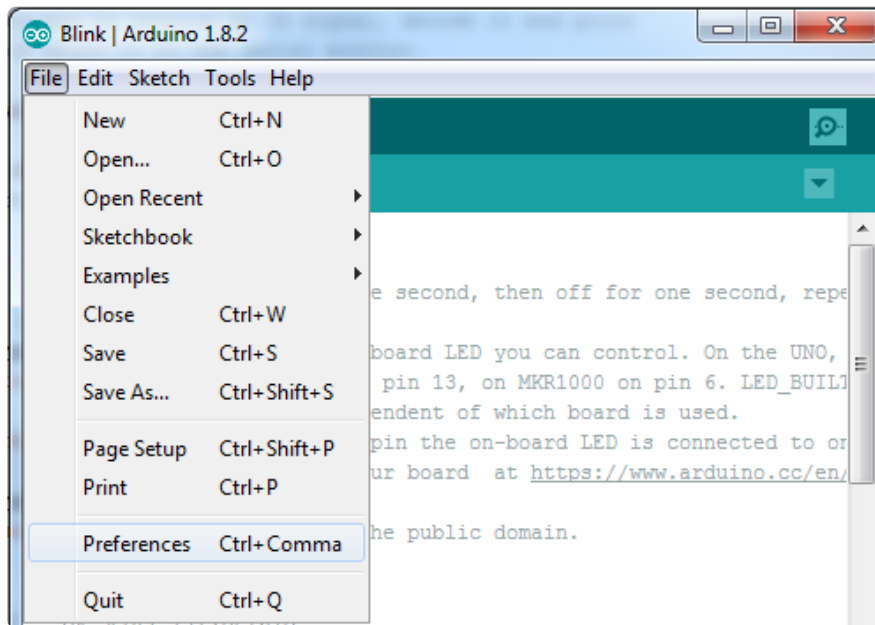 Blink | Arduino 1.8.2
File Edit Sketch Tools Help
New Ctrl+N
Open... Ctrl+O
Open Recent
Sketchbook
Examples
Close Ctrl+W
Save Ctrl+S
Save As... Ctrl+Shift+S
Page Setup Ctrl+Shift+P
Print Ctrl+P
Preferences Ctrl+Comma
Quit Ctrl+Q
e second, then off for one second, repe
board LED you can control. On the UNO,
pin 13, on MKR1000 on pin 6. LED_BUILT
endent of which board is used.
pin the on-board LED is connected to on
ur board at https://www.arduino.cc/en/
he public domain.